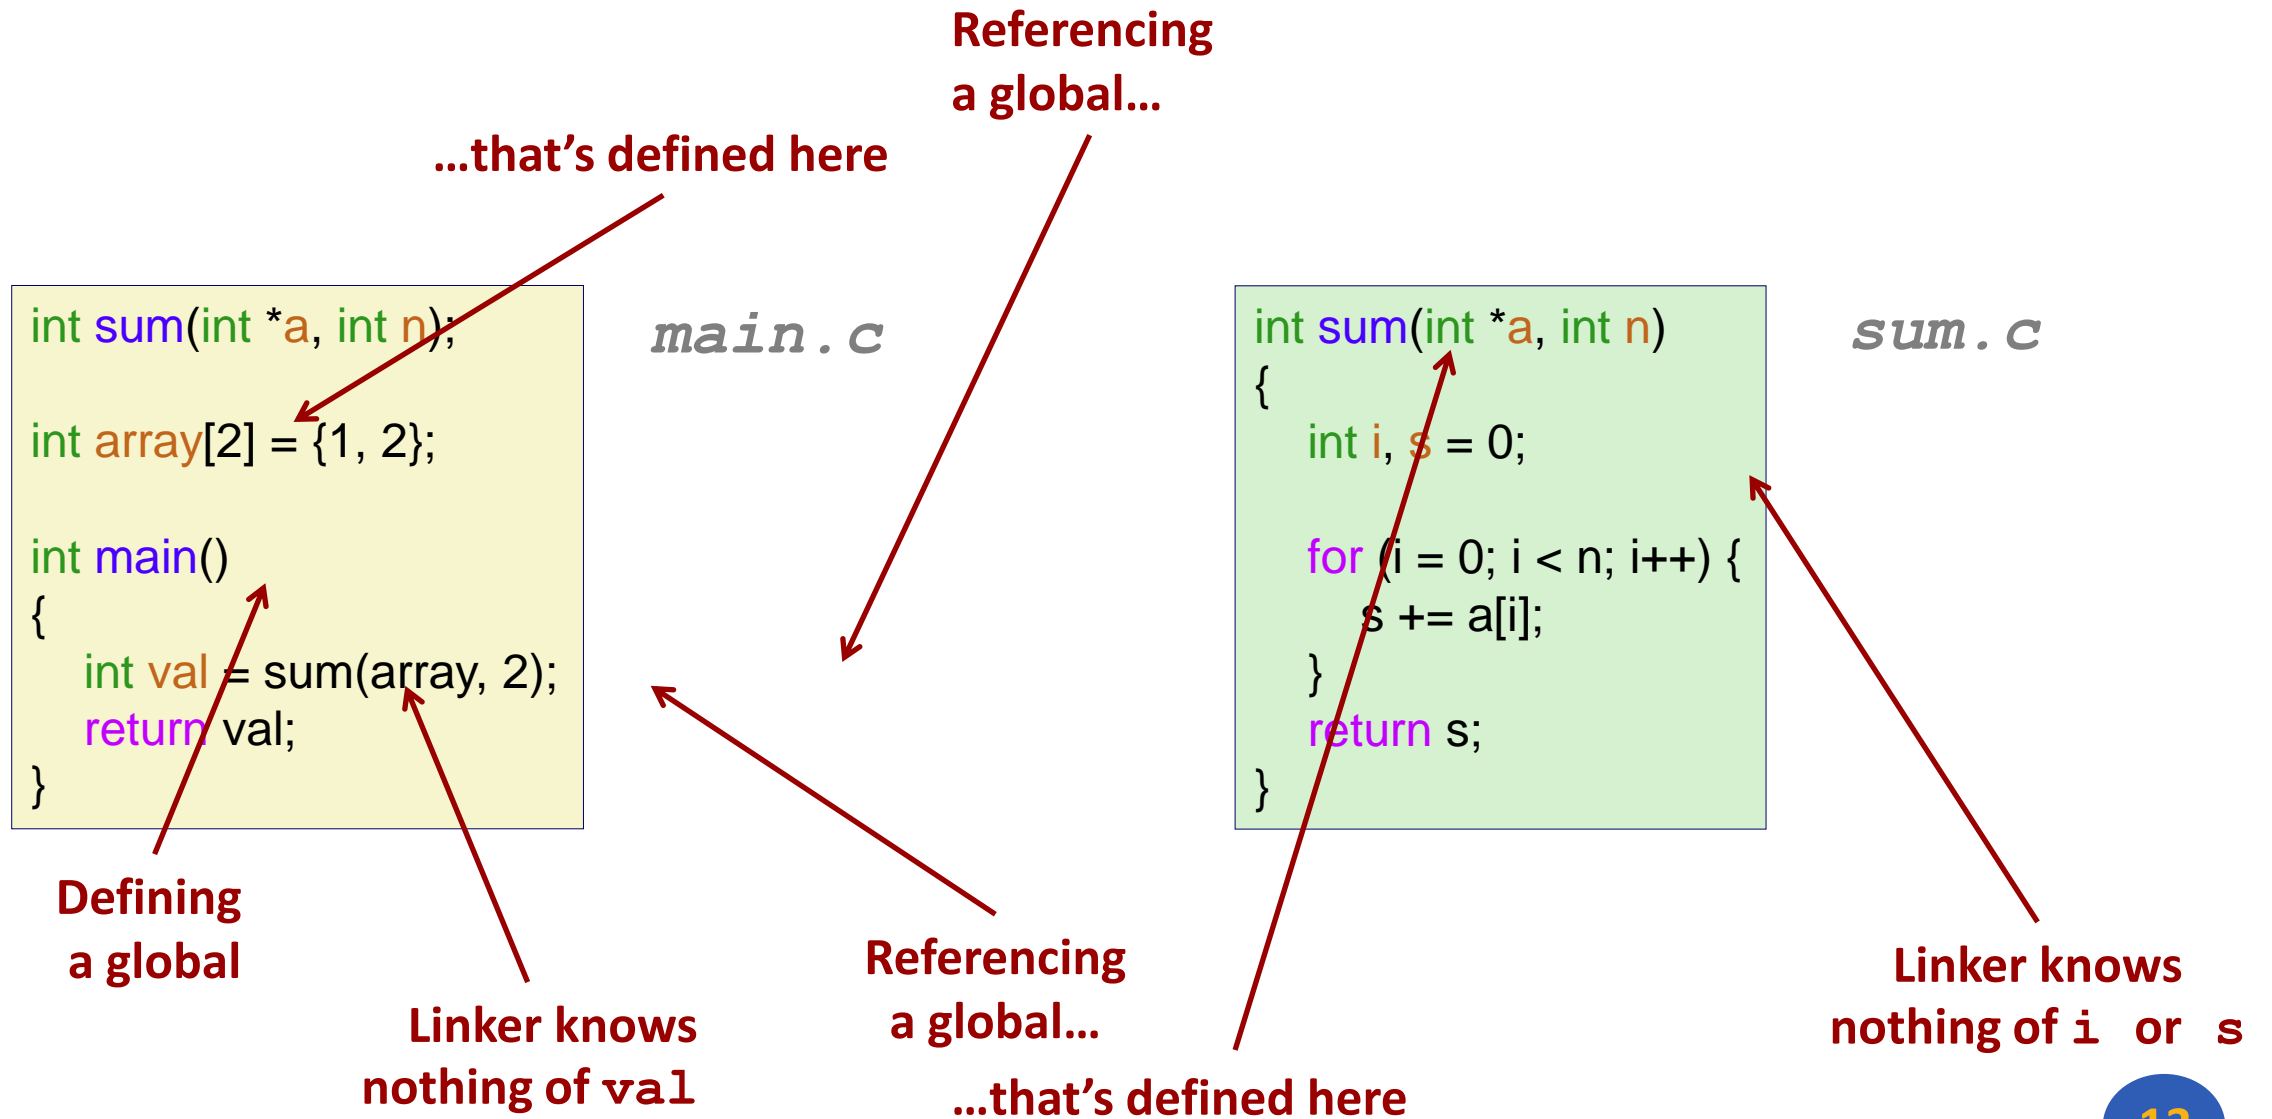 Referencing
a global…
…that’s defined here
int sum(int *a, int n);
int array[2] = {1, 2};
int main()
{
int val = sum(array, 2);
return val;
}
main.c
int sum(int *a, int n)
{
int i, s = 0;
for (i = 0; i < n; i++) {
s += a[i];
}
return s;
}
sum.c
Defining
a global
Linker knows
nothing of val
Referencing
a global…
…that’s defined here
Linker knows
nothing of i or s